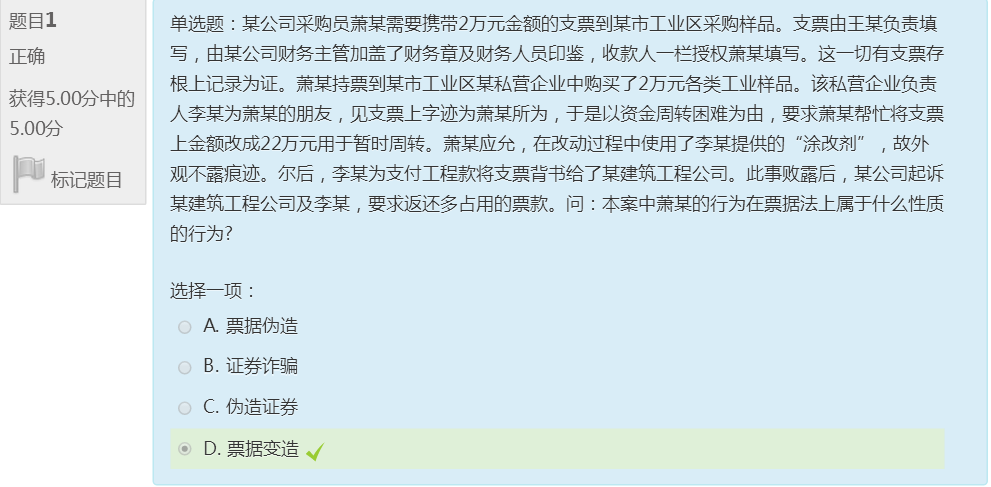 题目1
正确
获得5.00分中的
5.00分
标记题目
单选题：某公司采购员萧某需要携带2万元金额的支票到某市工业区采购样品。支票由王某负责填
写，由某公司财务主管加盖了财务章及财务人员印鉴，收款人一栏授权萧某填写。这一切有支票存
根上记录为证。萧某持票到某市工业区某私营企业中购买了2万元各类工业样品。该私营企业负责
人李某为萧某的朋友，见支票上字迹为萧某所为，于是以资金周转困难为由，要求萧某帮忙将支票
上金额改成22万元用于暂时周转。萧某应允，在改动过程中使用了李某提供的“涂改剂”，故外
观不露痕迹。尔后，李某为支付工程款将支票背书给了某建筑工程公司。此事败露后，某公司起诉
某建筑工程公司及李某，要求返还多占用的票款。问：本案中萧某的行为在票据法上属于什么性质
的行为?
选择一项：
A. 票据伪造
B. 证券诈骗
C. 伪造证券
D. 票据变造